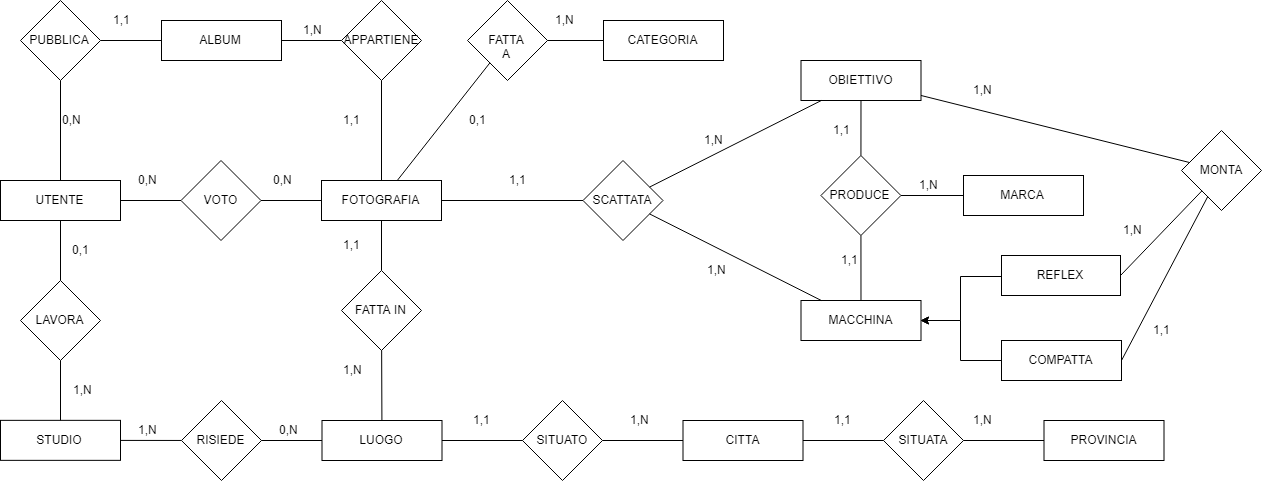 1,1
1,N
1,N
PUBBLICA
ALBUM
APPARTIENE
FATTA
A
CATEGORIA
OBIETTIVO
1,N
0,N
1,1
0,1
1,1
1,N
MONTA
0,N
0,N
1,1
1,N
UTENTE
VOTO
FOTOGRAFIA
SCATTATA
PRODUCE
MARCA
0,1
1,1
1,N
1,1
1,N
REFLEX
LAVORA
FATTA IN
MACCHINA
1,1
COMPATTA
1,N
1,N
1,N
0,N
1,1
1,N
1,1
1,N
STUDIO
RISIEDE
LUOGO
SITUATO
CITTA
SITUATA
PROVINCIA